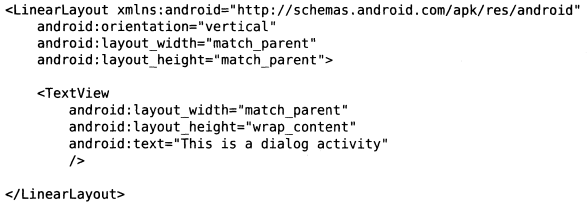 <LinearLayout xmlns:android="http://schemas.android.com/apk/res/android"
    android:orientation="vertical"
    android:layout_width="match_parent"
    android:layout_height="match_parent">

    <TextView
        android:layout_width="match_parent"
        android:layout_height="wrap_content"
        android:text="This is a dialog activity"
        />

</LinearLayout>